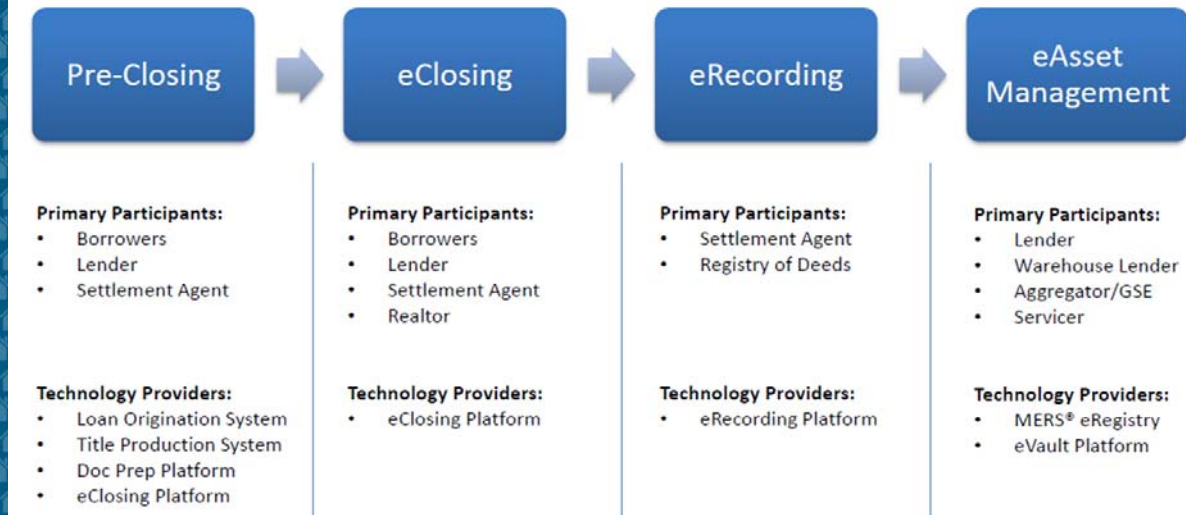 Pre-Closing
eClosing
eRecording
eAsset
Management
Primary Participants:
• Borrowers
• Lender
• Settlement Agent
Technology Providers:
• Loan Origination System
• Title Production System
• Doc Prep Platform
• eClosing Platform
Primary Participants:
• Borrowers
• Lender
• Settlement Agent
• Realtor
Technology Providers:
• eClosing Platform
Primary Participants:
• Settlement Agent
• Registry of Deeds
Technology Providers:
• eRecording Platform
Primary Participants:
• Lender
• Warehouse Lender
• Aggregator/GSE
• Servicer
Technology Providers:
• MERS® eRegistry
• eVault Platform